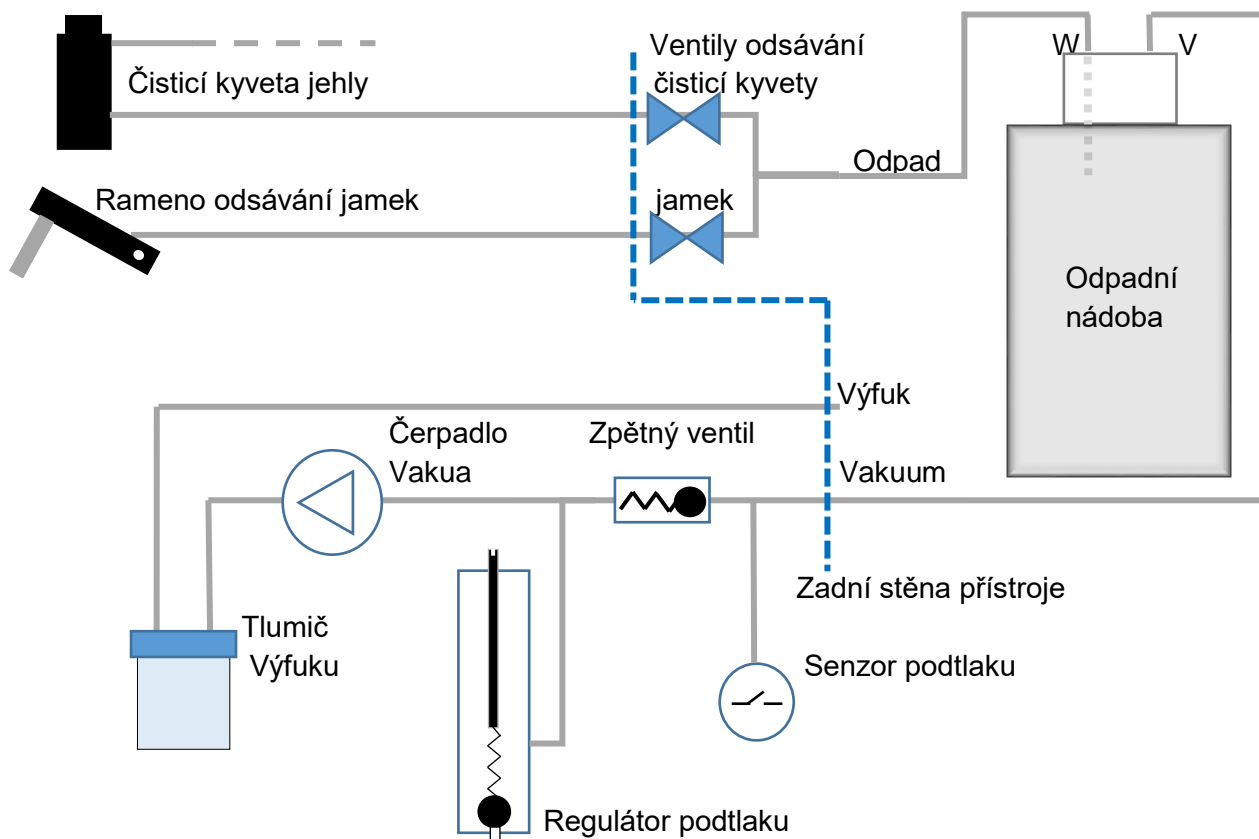 Ventily odsávání
čisticí kyvety
W
V
Čisticí kyveta jehly
Odpad
Rameno odsávání jamek
jamek
Odpadní
nádoba
Výfuk
Čerpadlo
Vakua
Zpětný ventil
Vakuum
Zadní stěna přístroje
Tlumič
Výfuku
Senzor podtlaku
Regulátor podtlaku